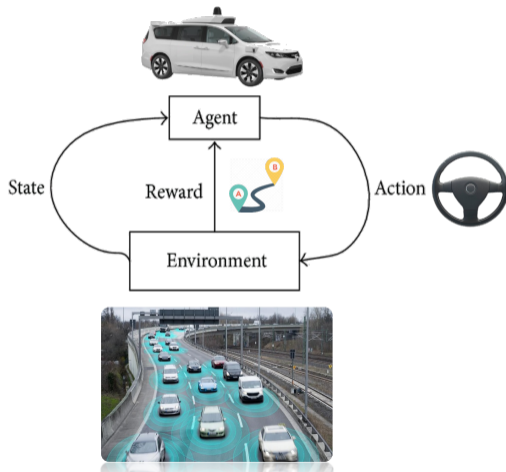 Agent
State
Reward
A
B
Action
Environment